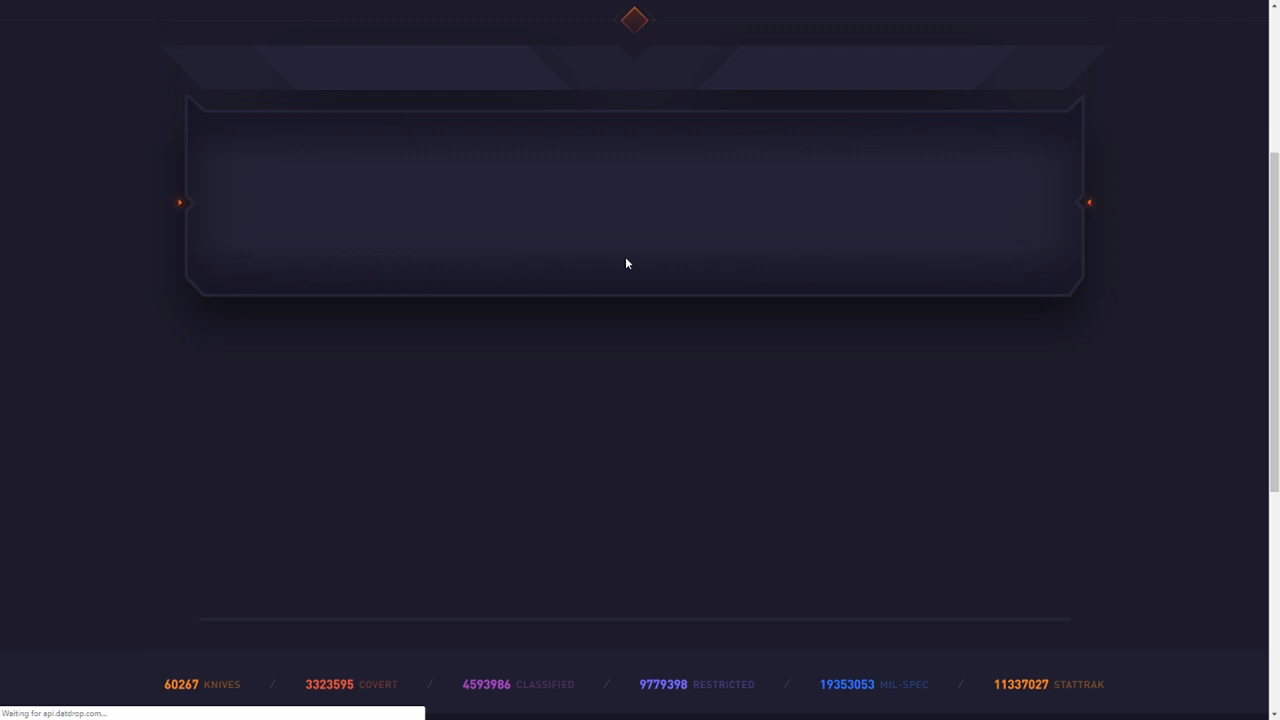 60267 KNIVES / 3323595 COVERT / 4593986 CLASSIFIED / 9779398 RESTRICTED / 19353053 MIL-SPEC / 11337027 STATTRAK
Waiting for api.datdrop.com...